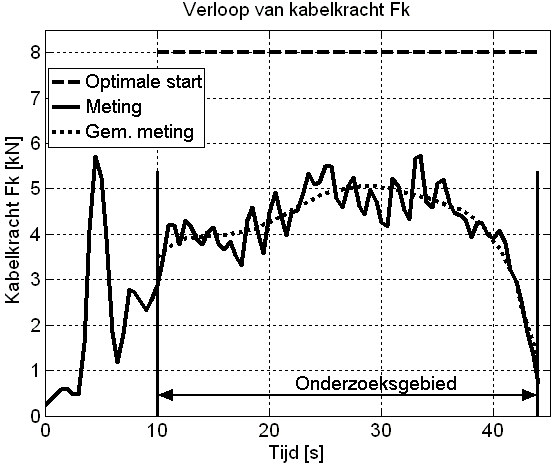 Verloop van kabelkracht Fk
Kabelkracht Fk [kN]
8
7
6
5
4
3
2
1
0
Optimale start
Meting
Gem. meting
Onderzoeksgebied
0 10 20 30 40
Tijd [s]